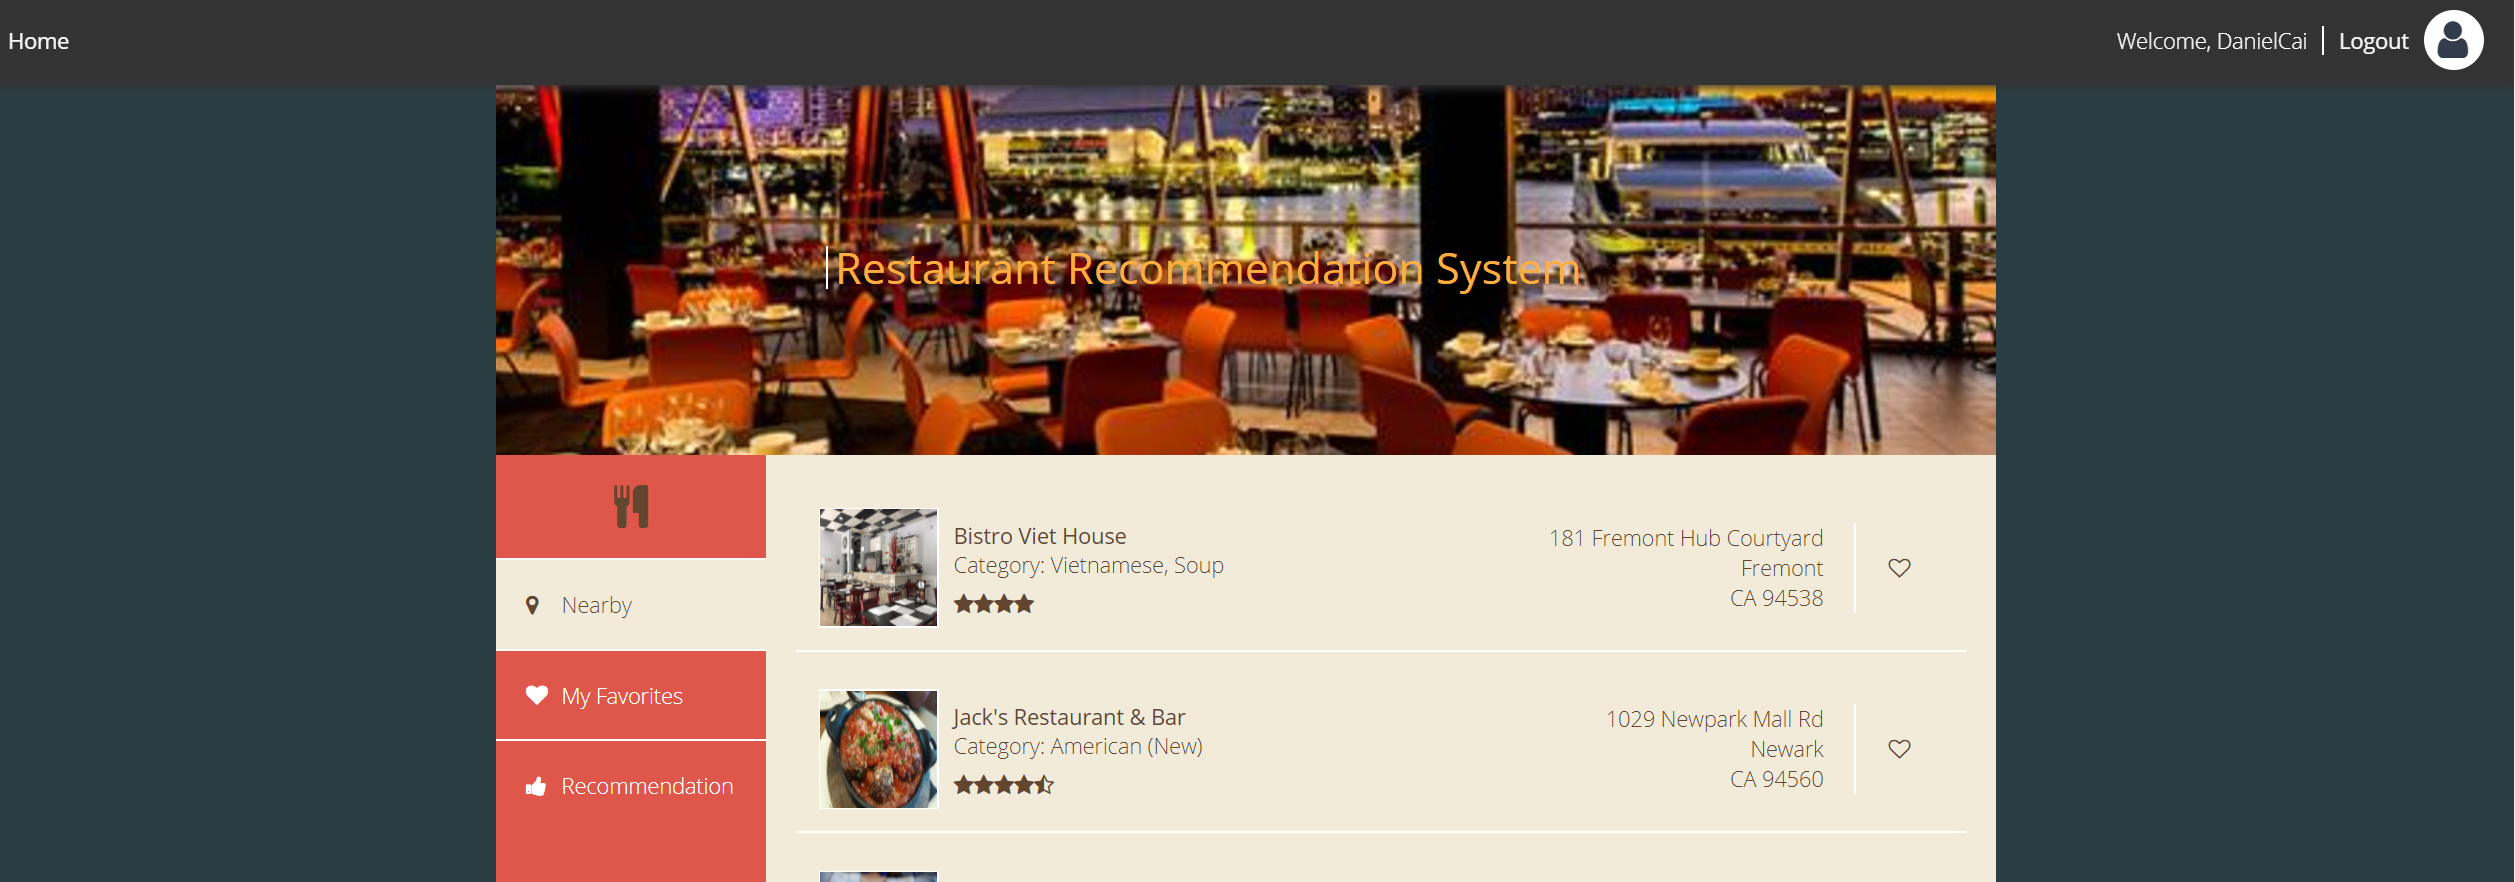 Home
Welcome, DanielCai
Logout
Restaurant Recommendation System
Nearby
My Favorites
Recommendation
Bistro Viet House
Category: Vietnamese, Soup
181 Fremont Hub Courtyard
Fremont
CA 94538
Jack's Restaurant & Bar
Category: American (New)
1029 Newpark Mall Rd
Newark
CA 94560